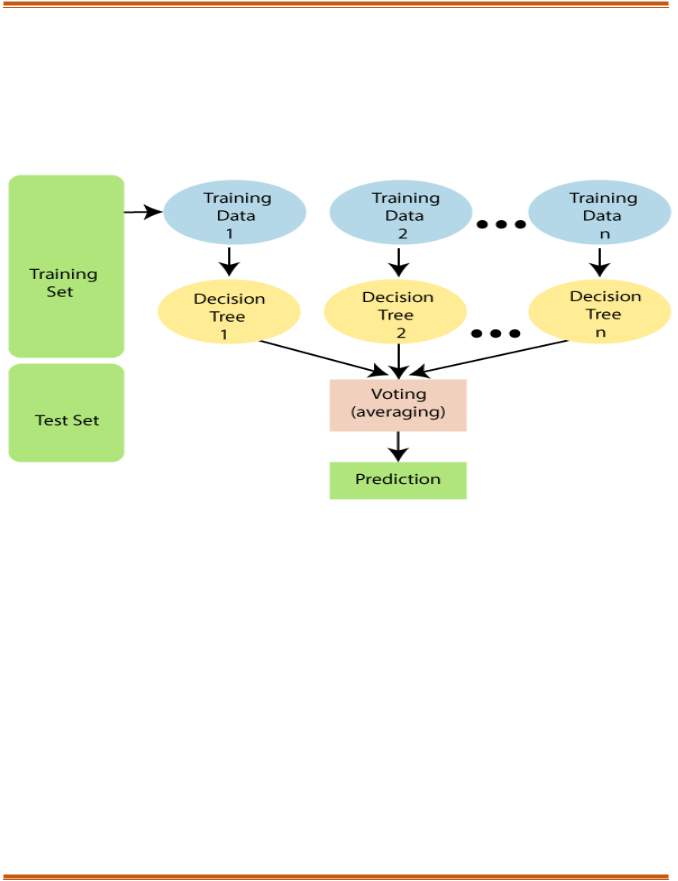 Training
Data
1
Training
Data
2
Training
Data
n
Training
Set
Decision
Tree
1
Decision
Tree
2
Decision
Tree
n
Test Set
Voting
(averaging)
Prediction